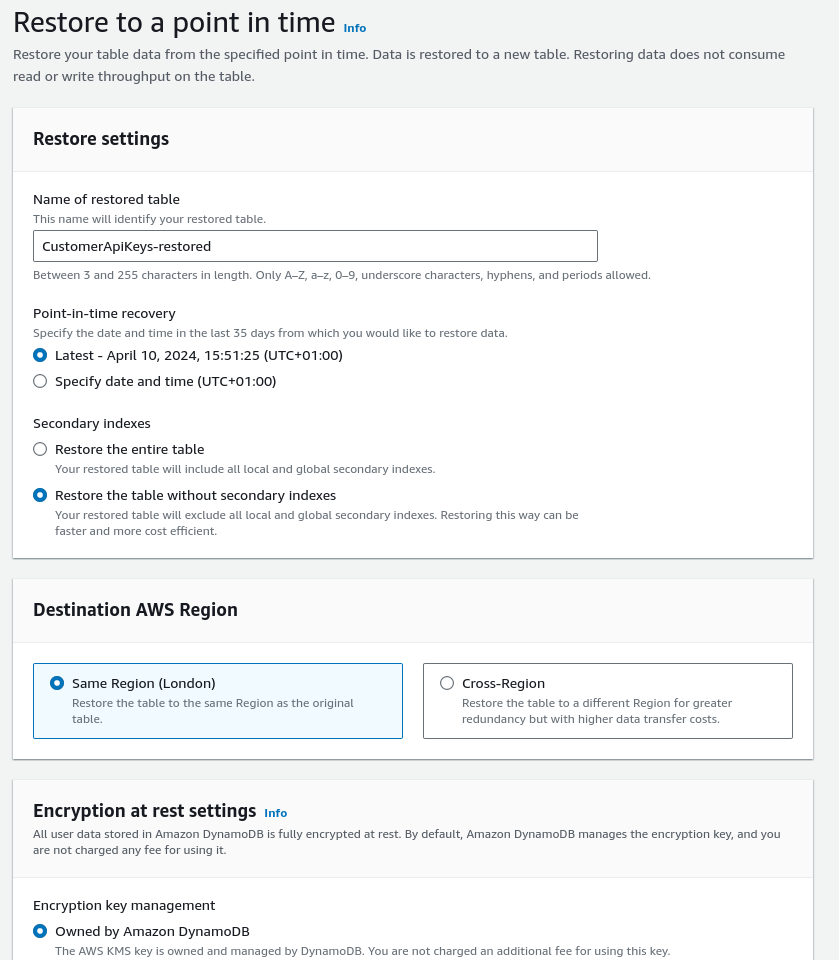 Restore to a point in time Info
Restore your table data from the specified point in time. Data is restored to a new table. Restoring data does not consume
read or write throughput on the table.
Restore settings
Name of restored table
This name will identify your restored table.
CustomerApiKeys-restored
Between 3 and 255 characters in length. Only A–Z, a–z, 0–9, underscore characters, hyphens, and periods allowed.
Point-in-time recovery
Specify the date and time in the last 35 days from which you would like to restore data.
Latest - April 10, 2024, 15:51:25 (UTC+01:00)
Specify date and time (UTC+01:00)
Secondary indexes
Restore the entire table
Your restored table will include all local and global secondary indexes.
Restore the table without secondary indexes
Your restored table will exclude all local and global secondary indexes. Restoring this way can be
faster and more cost efficient.
Destination AWS Region
Same Region (London)
Restore the table to the same Region as the original
table.
Cross-Region
Restore the table to a different Region for greater
redundancy but with higher data transfer costs.
Encryption at rest settings Info
All user data stored in Amazon DynamoDB is fully encrypted at rest. By default, Amazon DynamoDB manages the encryption key, and you
are not charged any fee for using it.
Encryption key management
Owned by Amazon DynamoDB
The AWS KMS key is owned and managed by DynamoDB. You are not charged an additional fee for using this key.